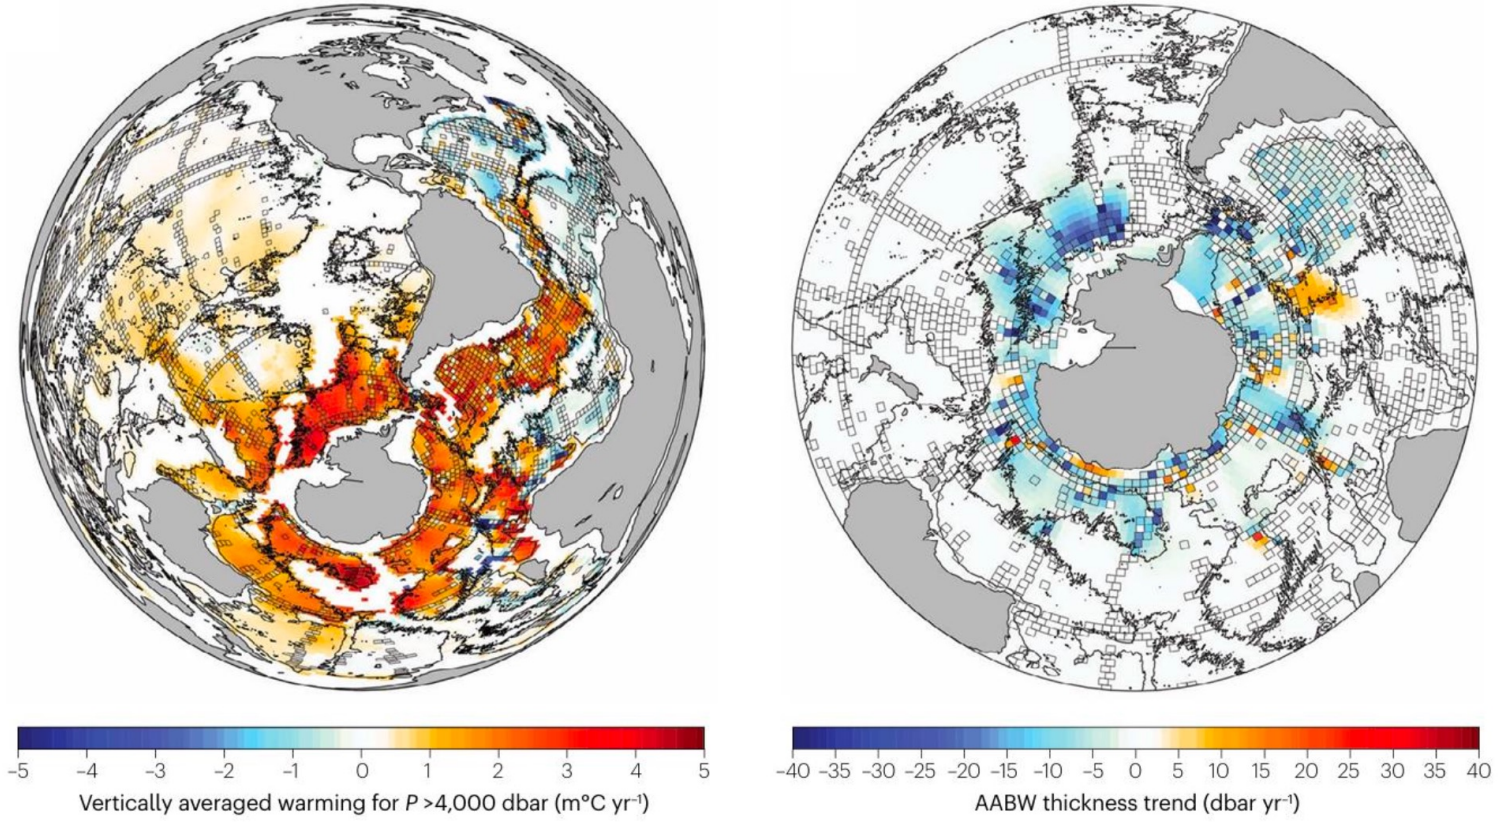 –5 –4 –3 –2 –1 0 1 2 3 4 5
Vertically averaged warming for P >4,000 dbar (m°C yr⁻¹)
–40 –35 –30 –25 –20 –15 –10 –5 0 5 10 15 20 25 30 35 40
AABW thickness trend (dbar yr⁻¹)